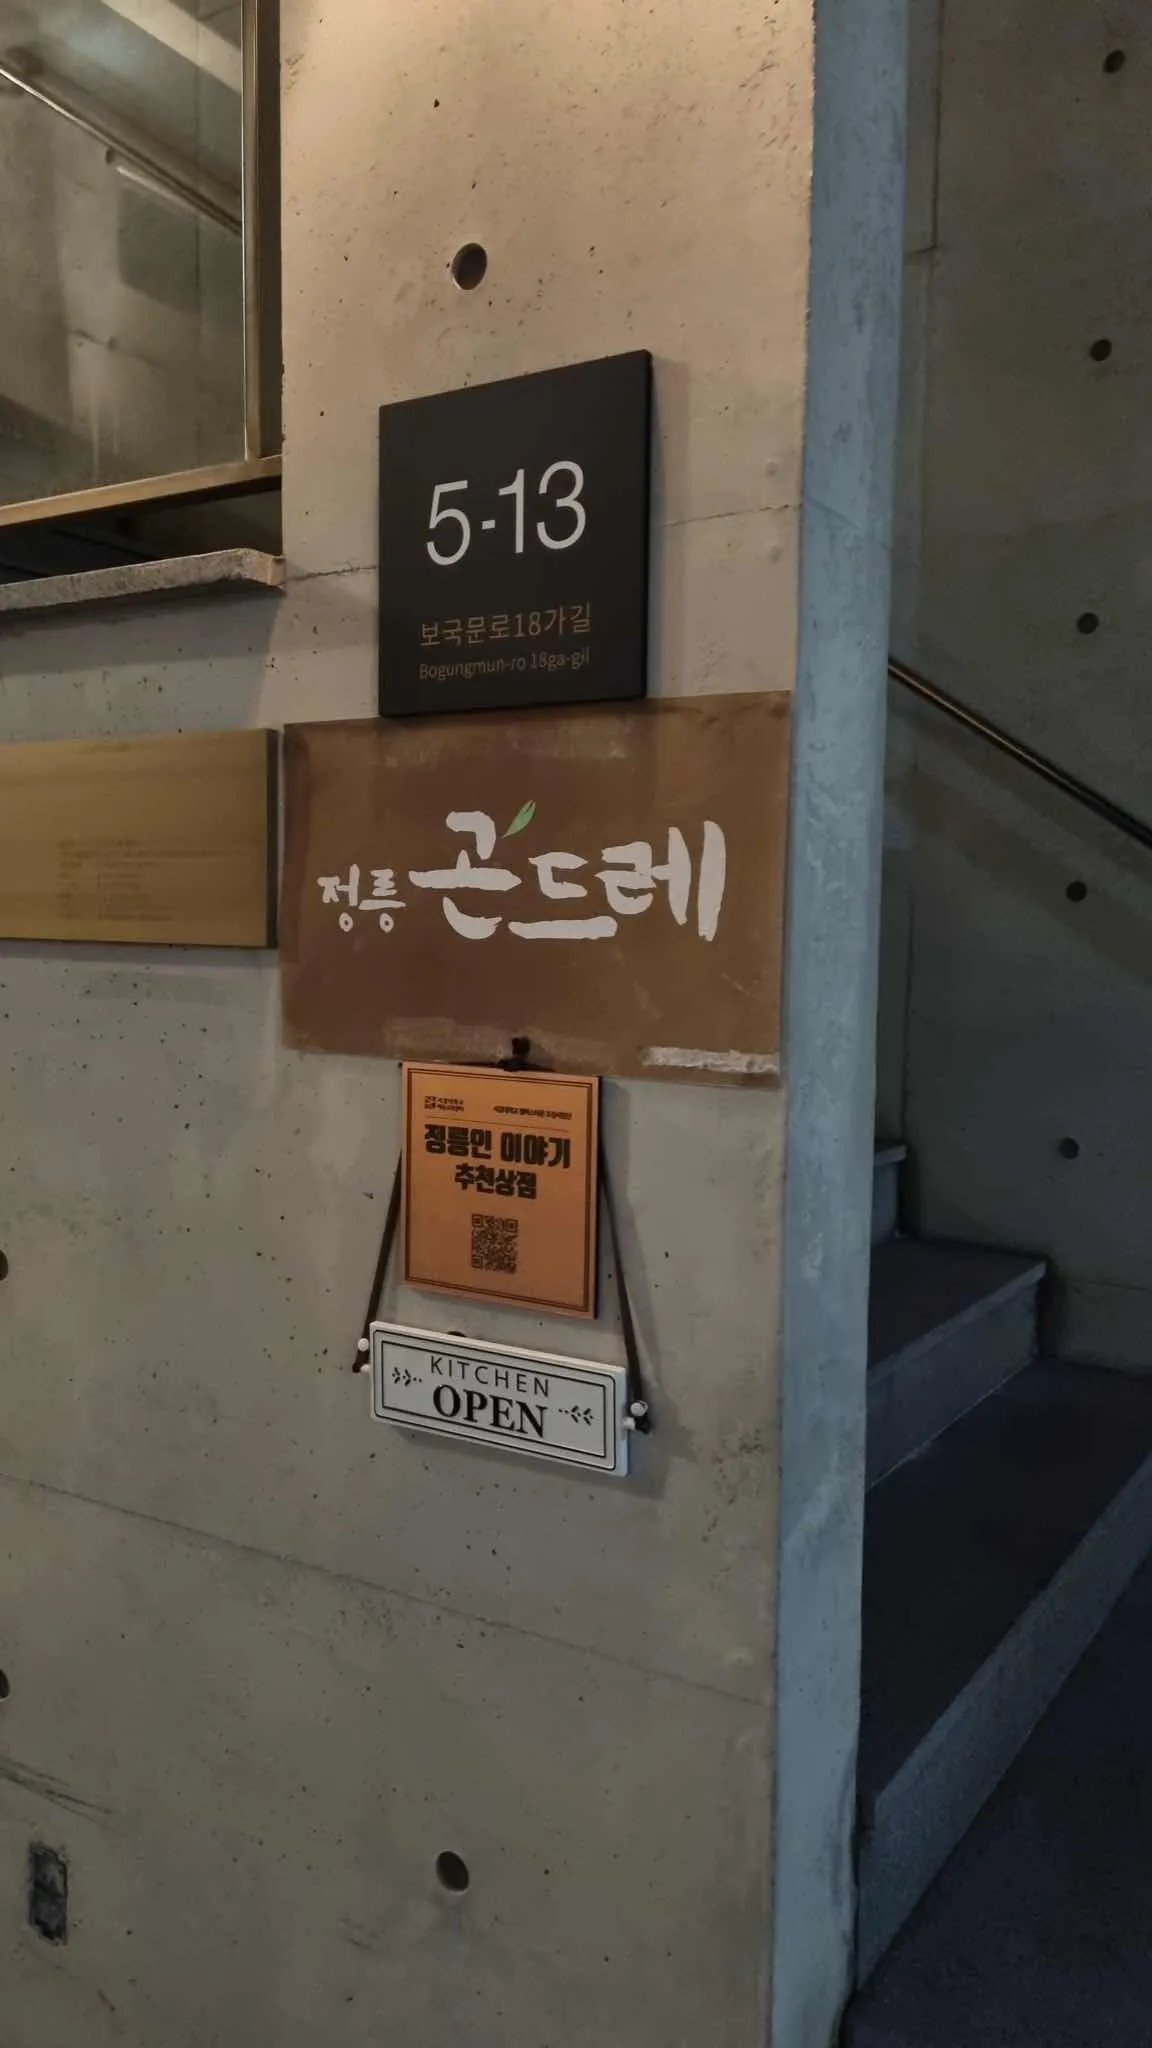 5-13
보국문로18가길
Bogungmun-ro 18ga-gil
정릉 곤드레
정릉인 이야기
추천상점
KITCHEN
OPEN